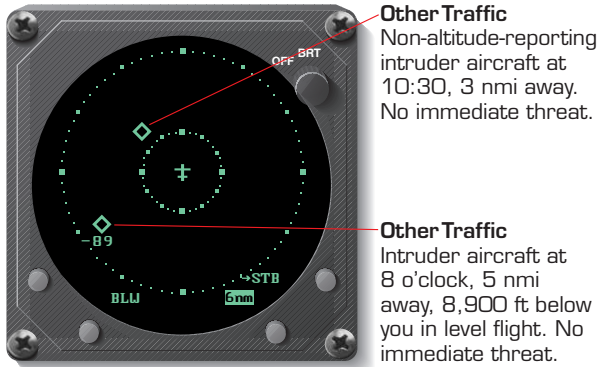 Other Traffic
Non-altitude-reporting
intruder aircraft at
10:30, 3 nmi away.
No immediate threat.
OFF BRT
-89
Other Traffic
Intruder aircraft at
8 o'clock, 5 nmi
away, 8,900 ft below
you in level flight. No
immediate threat.
↪STB
BLW
6nm